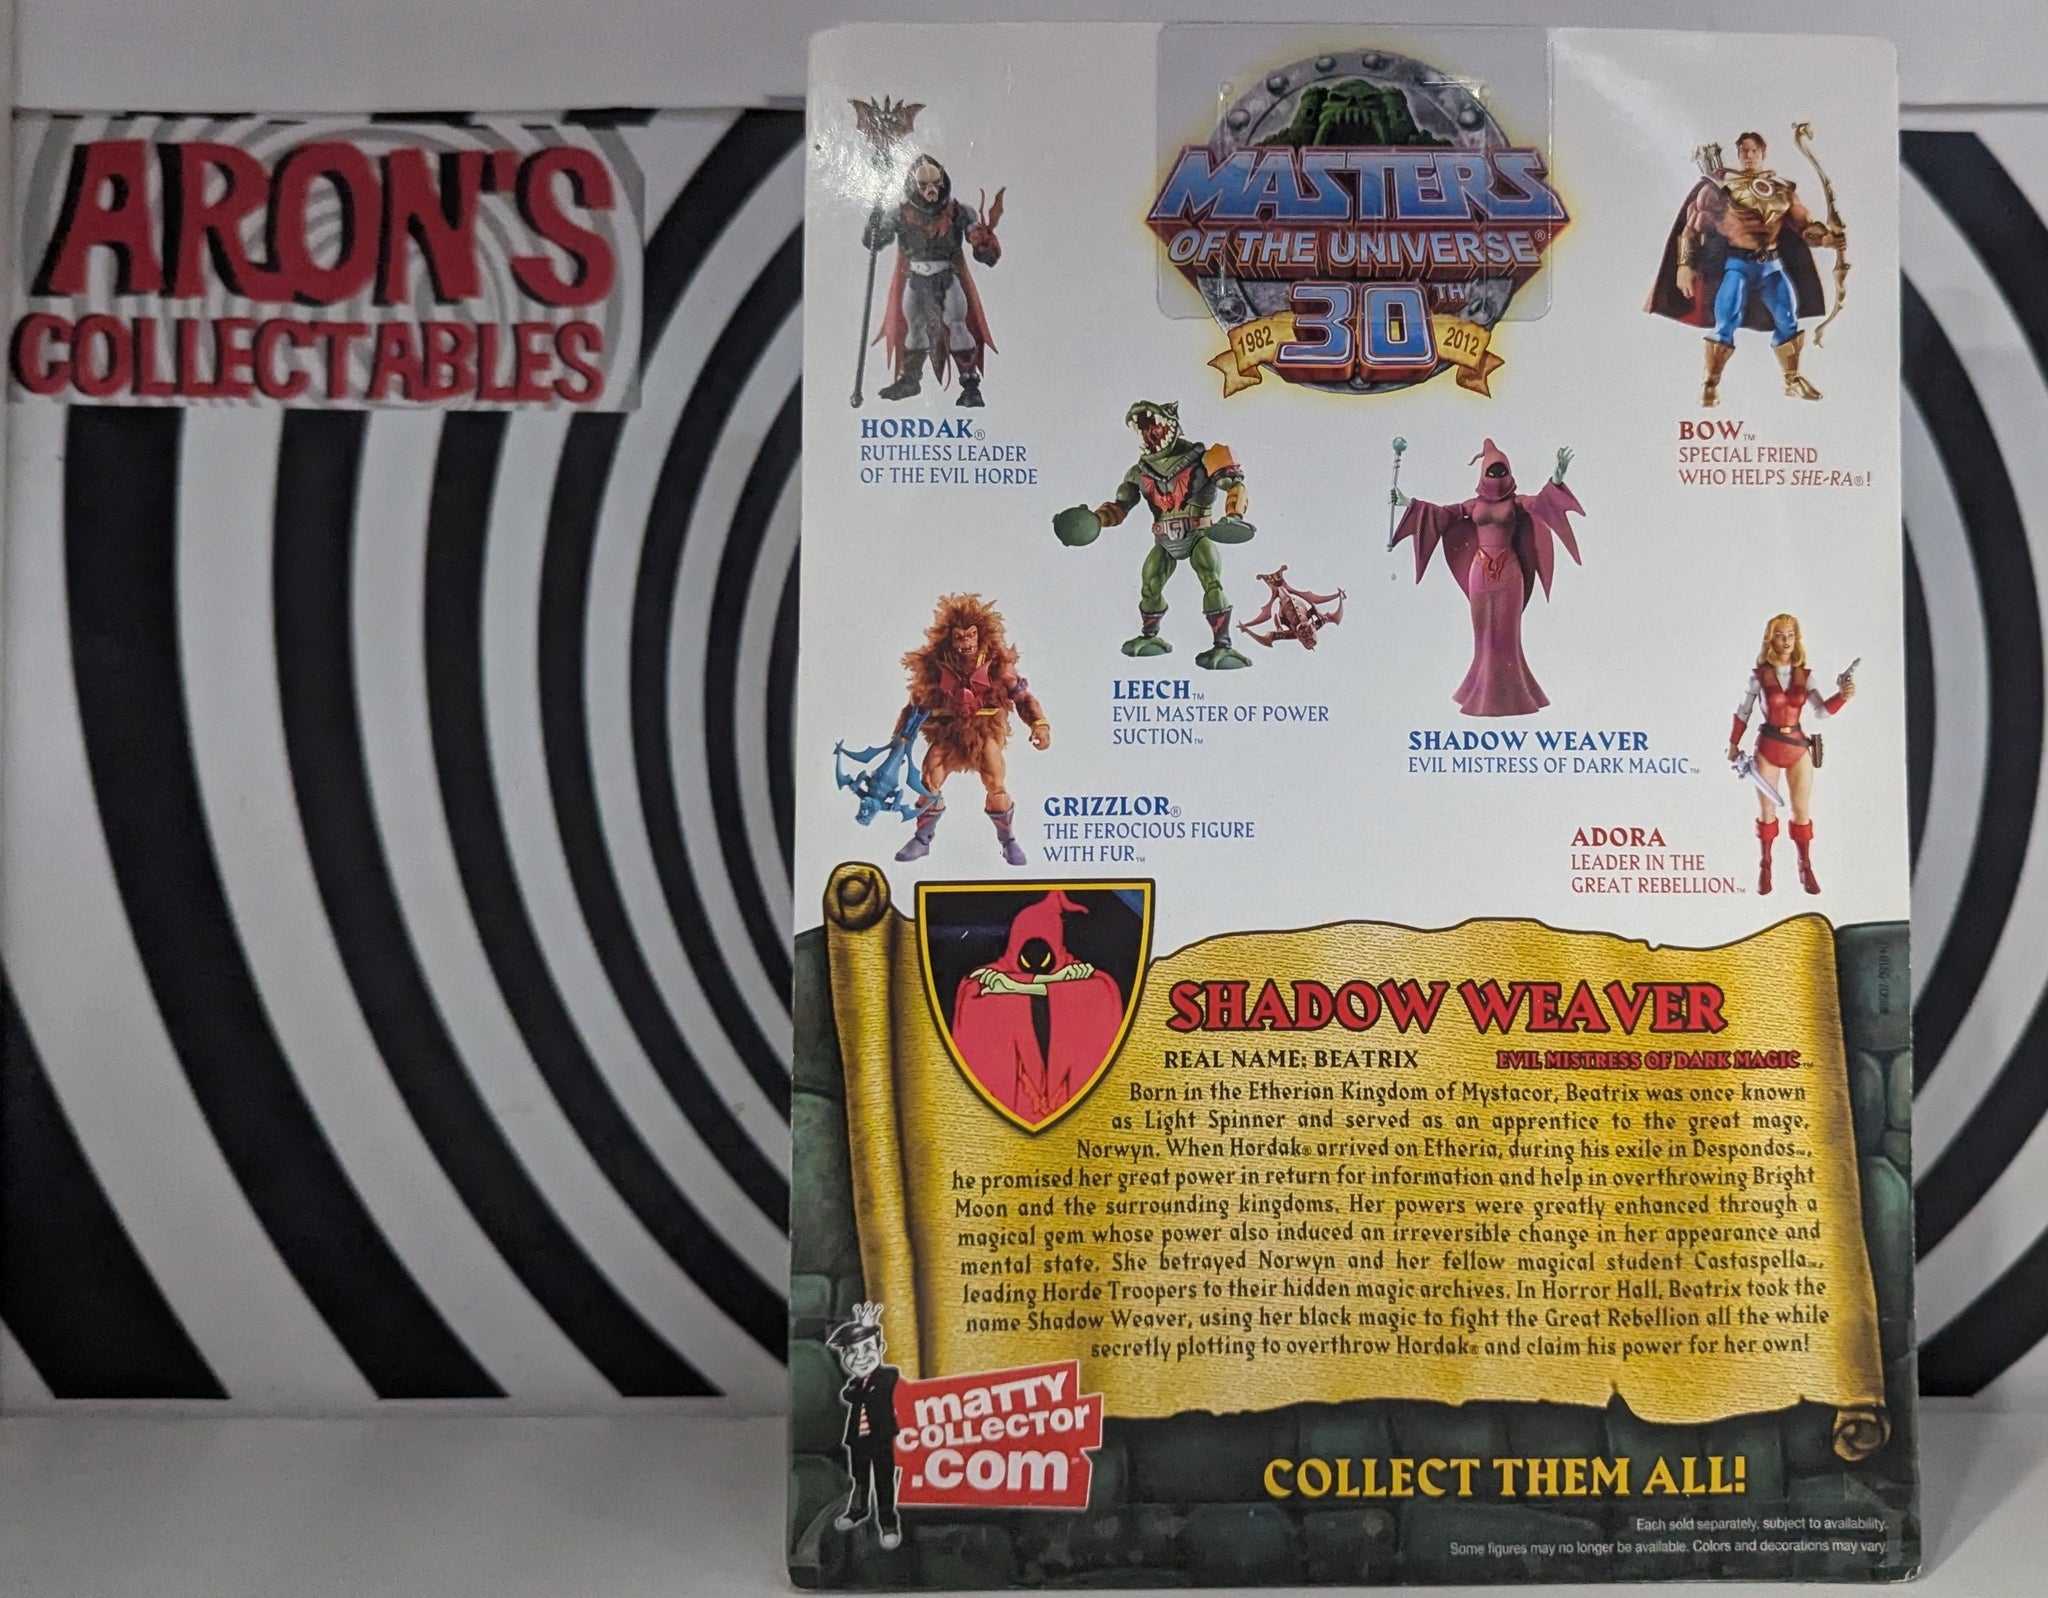 ARON'S
COLLECTABLES
MASTERS
OF THE UNIVERSE®
30TH
1982
2012
HORDAK®
RUTHLESS LEADER
OF THE EVIL HORDE
BOW™
SPECIAL FRIEND
WHO HELPS SHE-RA®!
LEECH™
EVIL MASTER OF POWER
SUCTION™
SHADOW WEAVER
EVIL MISTRESS OF DARK MAGIC™
GRIZZLOR®
THE FEROCIOUS FIGURE
WITH FUR™
ADORA
LEADER IN THE
GREAT REBELLION™
SHADOW WEAVER
REAL NAME: BEATRIX
EVIL MISTRESS OF DARK MAGIC™
Born in the Etherian Kingdom of Mystacor, Beatrix was once known
as Light Spinner and served as an apprentice to the great mage,
Norwyn. When Hordak® arrived on Etheria, during his exile in Despondos™,
he promised her great power in return for information and help in overthrowing Bright
Moon and the surrounding kingdoms. Her powers were greatly enhanced through a
magical gem whose power also induced an irreversible change in her appearance and
mental state. She betrayed Norwyn and her fellow magical student Castaspella™,
leading Horde Troopers to their hidden magic archives. In Horror Hall, Beatrix took the
name Shadow Weaver, using her black magic to fight the Great Rebellion all the while
secretly plotting to overthrow Hordak® and claim his power for her own!
maTTY
COLLecTOr
.com
COLLECT THEM ALL!
Each sold separately, subject to availability.
Some figures may no longer be available. Colors and decorations may vary.